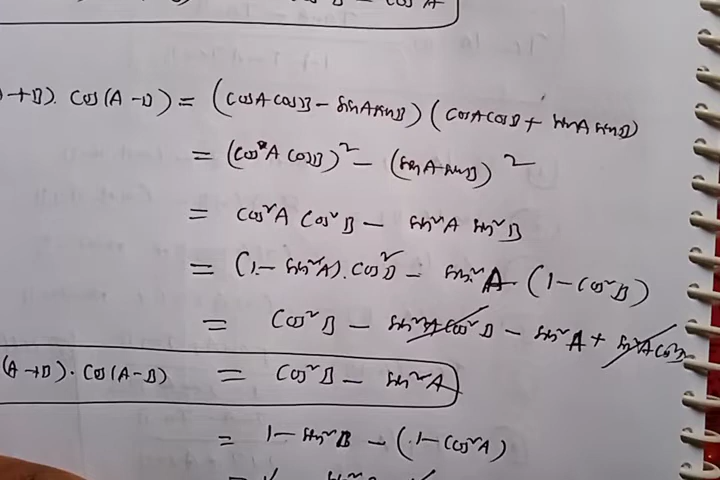 +B). Cos(A-B) = (CosA CosB - SinA SinB) (CosA CosB + SinA SinB)
= (Cos A CosB)² - (SinA SinB)²
= Cos²A Cos²B - Sin²A Sin²B
= (1 - Sin²A). Cos²B - Sin²A (1 - Cos²B)
= Cos²B - Sin²A Cos²B - Sin²A + Sin²A Cos²B
(A+B). Cos(A-B) = Cos²B - Sin²A
= 1 - Sin²B - (1 - Cos²A)